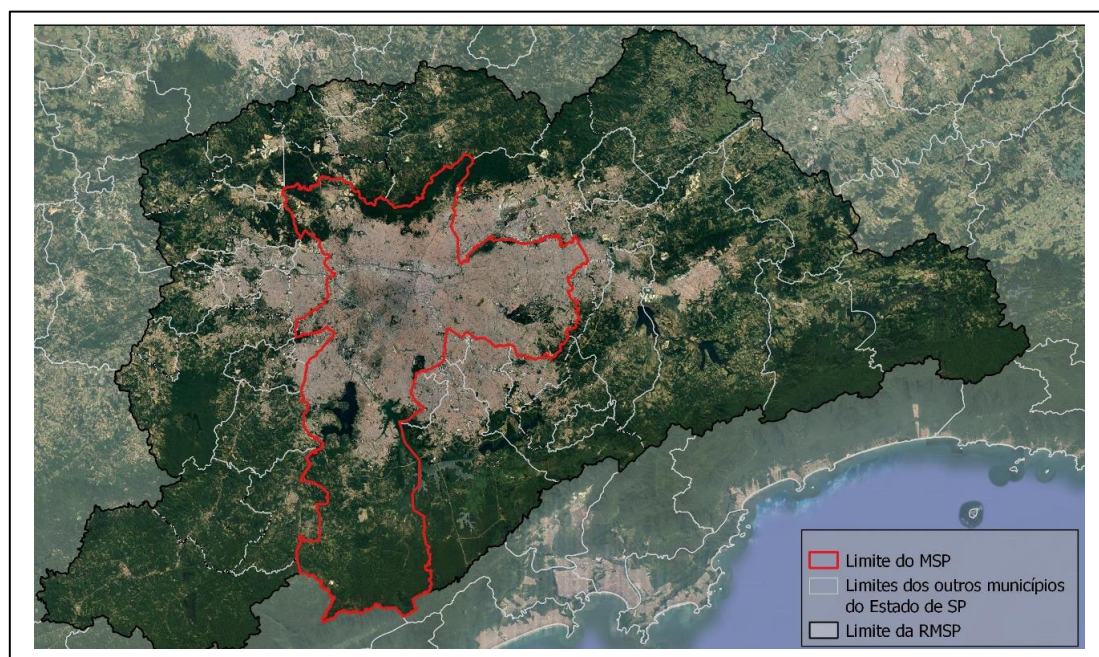 Limite do MSP
Limites dos outros municípios
do Estado de SP
Limite da RMSP